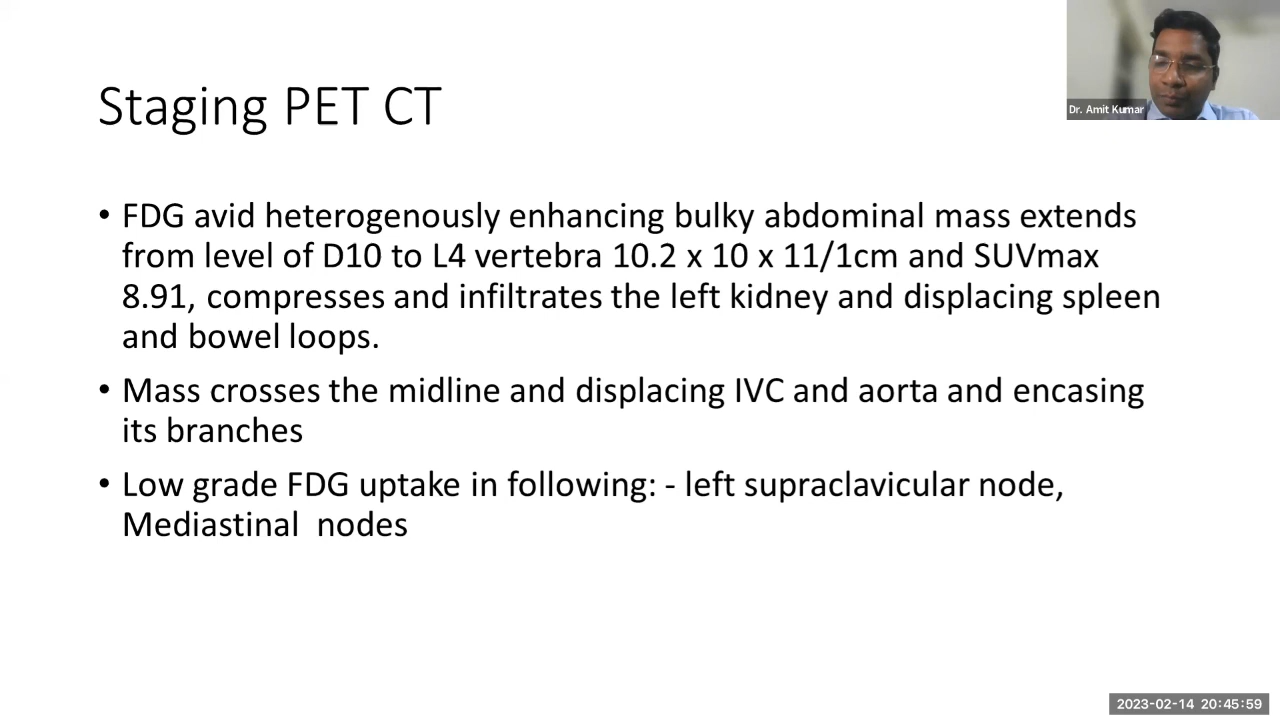 Staging PET CT
Dr. Amit Kumar
• FDG avid heterogenously enhancing bulky abdominal mass extends
from level of D10 to L4 vertebra 10.2 x 10 x 11/1cm and SUVmax
8.91, compresses and infiltrates the left kidney and displacing spleen
and bowel loops.
• Mass crosses the midline and displacing IVC and aorta and encasing
its branches
• Low grade FDG uptake in following: - left supraclavicular node,
Mediastinal  nodes
2023-02-14 20:45:59